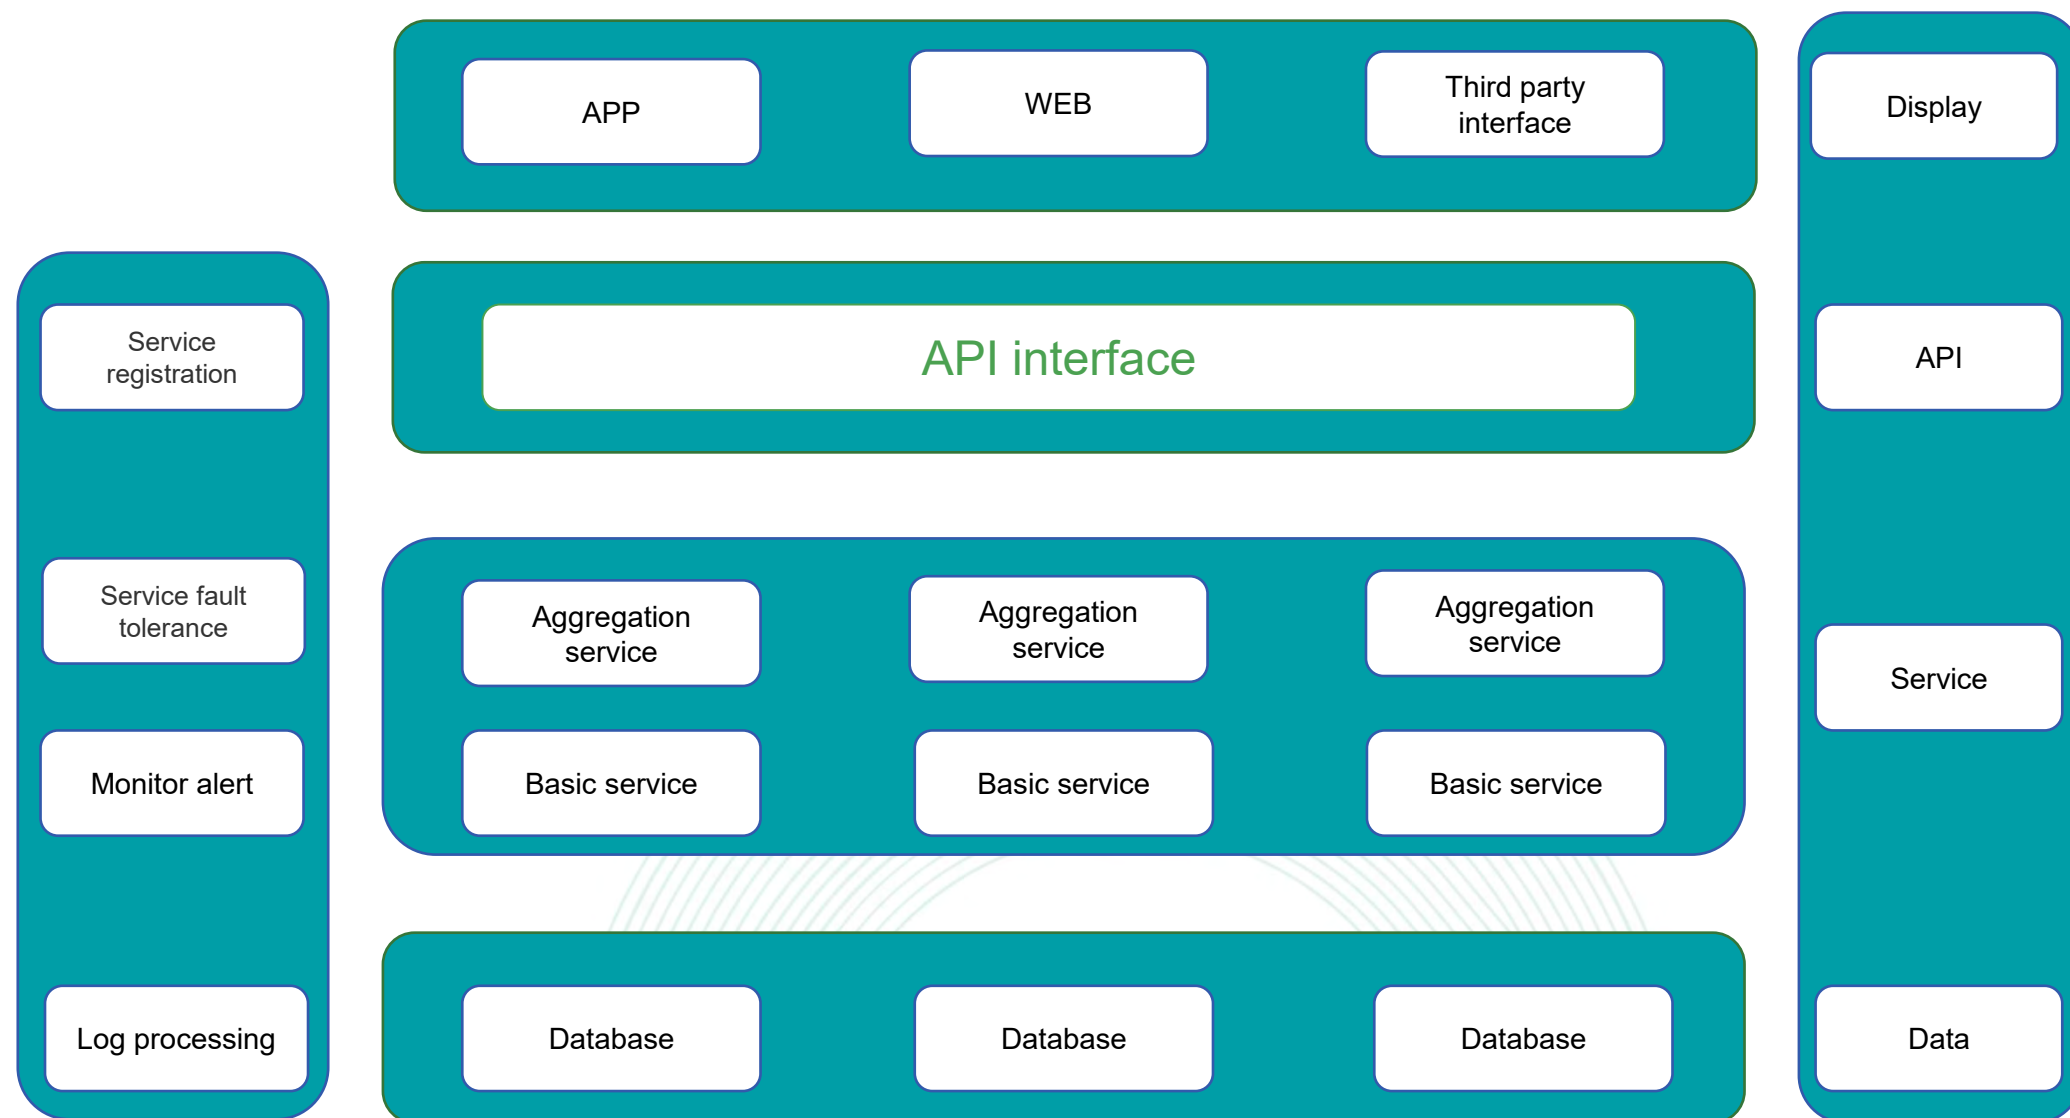 APP
WEB
Third party
interface
Display
Service
registration
API interface
API
Service fault
tolerance
Aggregation
service
Aggregation
service
Aggregation
service
Service
Monitor alert
Basic service
Basic service
Basic service
Log processing
Database
Database
Database
Data